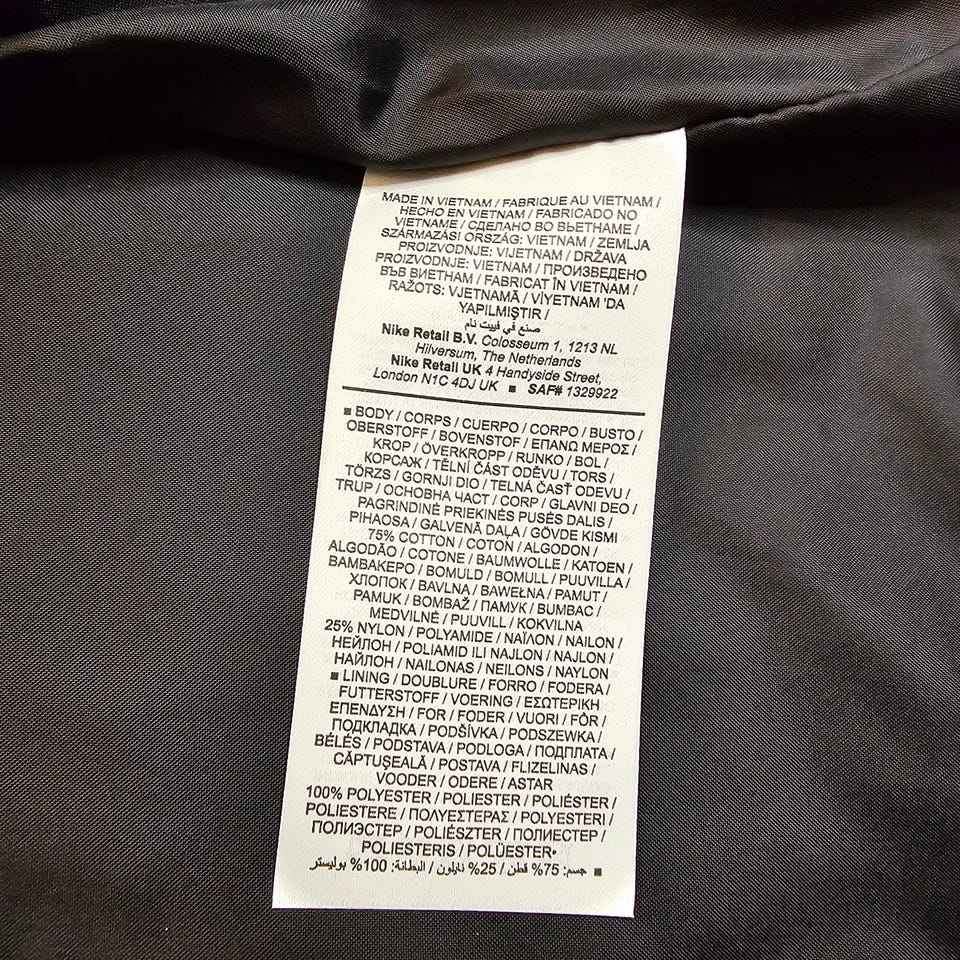 MADE IN VIETNAM / FABRIQUE AU VIETNAM /
HECHO EN VIETNAM / FABRICADO NO
VIETNAME / СДЕЛАНО ВО ВЬЕТНАМЕ /
SZÁRMAZÁSI ORSZÁG: VIETNAM / ZEMLJA
PROIZVODNJE: VIJETNAM / DRŽAVA
PROIZVODNJE: VIETNAM / ПРОИЗВЕДЕНО
ВЪВ ВИЕТНАМ / FABRICAT ÎN VIETNAM /
RAŽOTS: VJETNAMĀ / VİYETNAM 'DA
YAPILMIŞTIR /
صنع في فييت نام
Nike Retail B.V. Colosseum 1, 1213 NL
Hilversum, The Netherlands
Nike Retail UK 4 Handyside Street,
London N1C 4DJ UK ■ SAF# 1329922
■ BODY / CORPS / CUERPO / CORPO / BUSTO /
OBERSTOFF / BOVENSTOF / ΕΠΑΝΩ ΜΕΡΟΣ /
KROP / ÖVERKROPP / RUNKO / BOL /
КОРСАЖ / TĚLNÍ ČÁST ODĚVU / TORS /
TÖRZS / GORNJI DIO / TELNÁ ČASŤ ODEVU /
TRUP / ОСНОВНА ЧАСТ / CORP / GLAVNI DEO /
PAGRINDINĖ PRIEKINĖS PUSĖS DALIS /
PIHAOSA / GALVENĀ DAĻA / GÖVDE KISMI
75% COTTON / COTON / ALGODON /
ALGODÃO / COTONE / BAUMWOLLE / KATOEN /
ΒΑΜΒΑΚΕΡΟ / BOMULD / BOMULL / PUUVILLA /
ХЛОПОК / BAVLNA / BAWEŁNA / PAMUT /
PAMUK / BOMBAŽ / ПАМУК / BUMBAC /
MEDVILNĖ / PUUVILL / KOKVILNA
25% NYLON / POLYAMIDE / ΝΑΪΛΟΝ / NAILON /
НЕЙЛОН / POLIAMID ILI NAJLON / NAJLON /
НАЙЛОН / NAILONAS / NEILONS / NAYLON
■ LINING / DOUBLURE / FORRO / FODERA /
FUTTERSTOFF / VOERING / ΕΣΩΤΕΡΙΚΗ
ΕΠΕΝΔΥΣΗ / FOR / FODER / VUORI / FÔR /
ПОДКЛАДКА / PODŠÍVKA / PODSZEWKA /
BÉLÉS / PODSTAVA / PODLOGA / ПОДПЛАТА /
CĂPTUŞEALĂ / POSTAVA / FLIZELINAS /
VOODER / ODERE / ASTAR
100% POLYESTER / POLIESTER / POLIÉSTER /
POLIESTERE / ΠΟΛΥΕΣΤΕΡΑΣ / POLYESTERI /
ПОЛИЭСТЕР / POLIÉSZTER / ПОЛИЕСТЕР /
POLIESTERIS / POLÜESTER•
■ جسم: 75% قطن / 25% نايلون / البطانة: 100% بوليستر